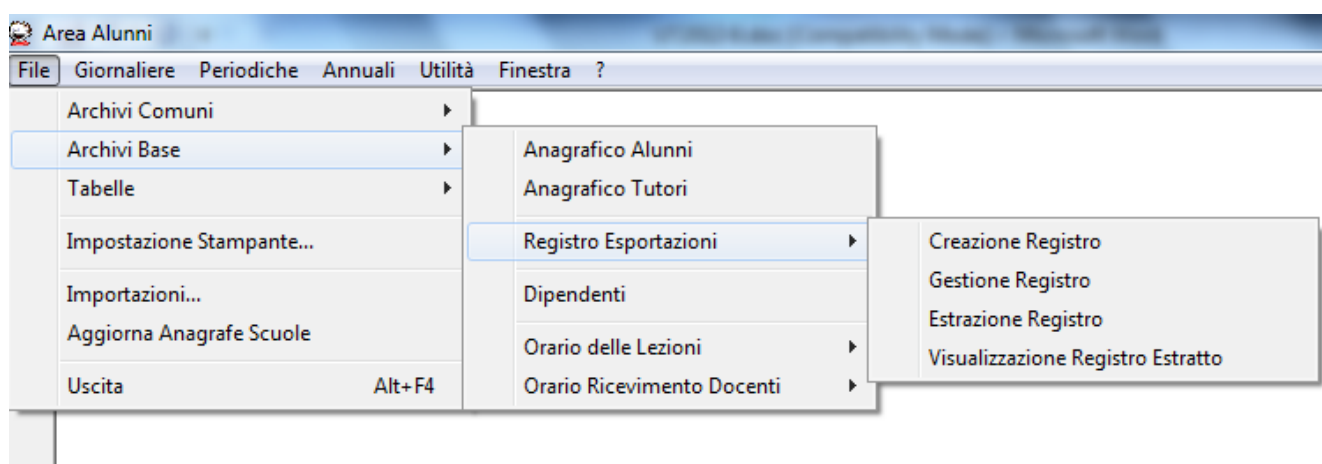 Area Alunni
File Giornaliere Periodiche Annuali Utilità Finestra ?
Archivi Comuni
Archivi Base
Tabelle
Impostazione Stampante...
Importazioni...
Aggiorna Anagrafe Scuole
Uscita Alt+F4
Anagrafico Alunni
Anagrafico Tutori
Registro Esportazioni
Dipendenti
Orario delle Lezioni
Orario Ricevimento Docenti
Creazione Registro
Gestione Registro
Estrazione Registro
Visualizzazione Registro Estratto